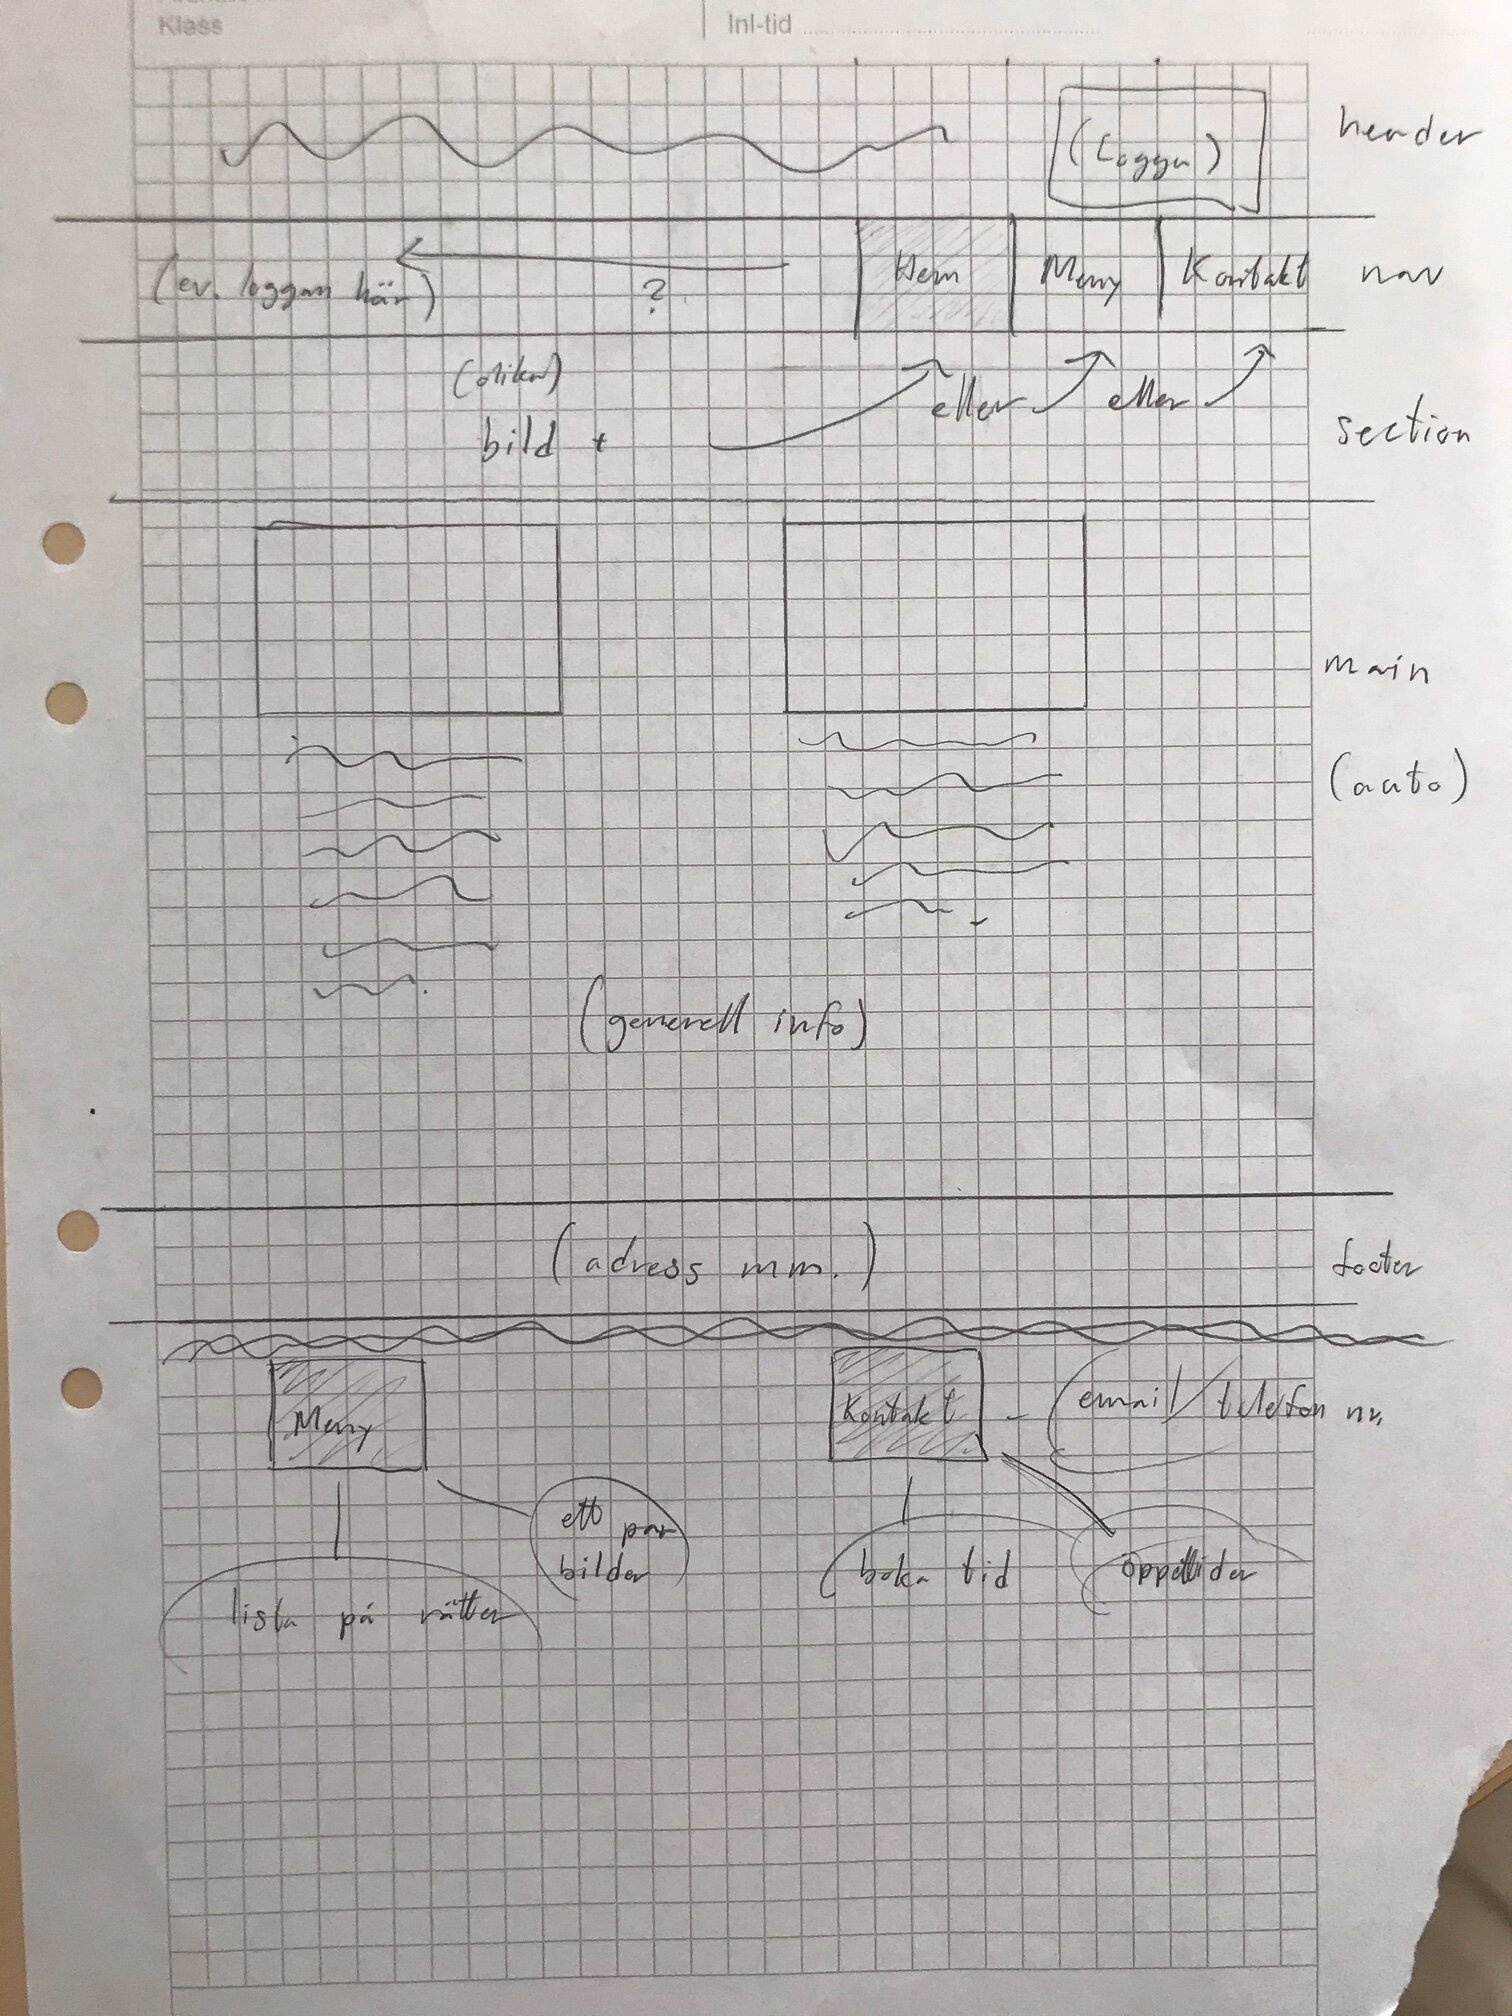 Klass
Inl-tid
(Logga)
header
(ev. loggan här)
?
Hem
Meny
Kontakt
nav
(olika)
bild +
eller
eller
section
main
(auto)
(generell info)
(adress mm.)
footer
Meny
Kontakt
- (email/telefon nr.
ett par
bilder
lista på rätter
boka tid
öppettider